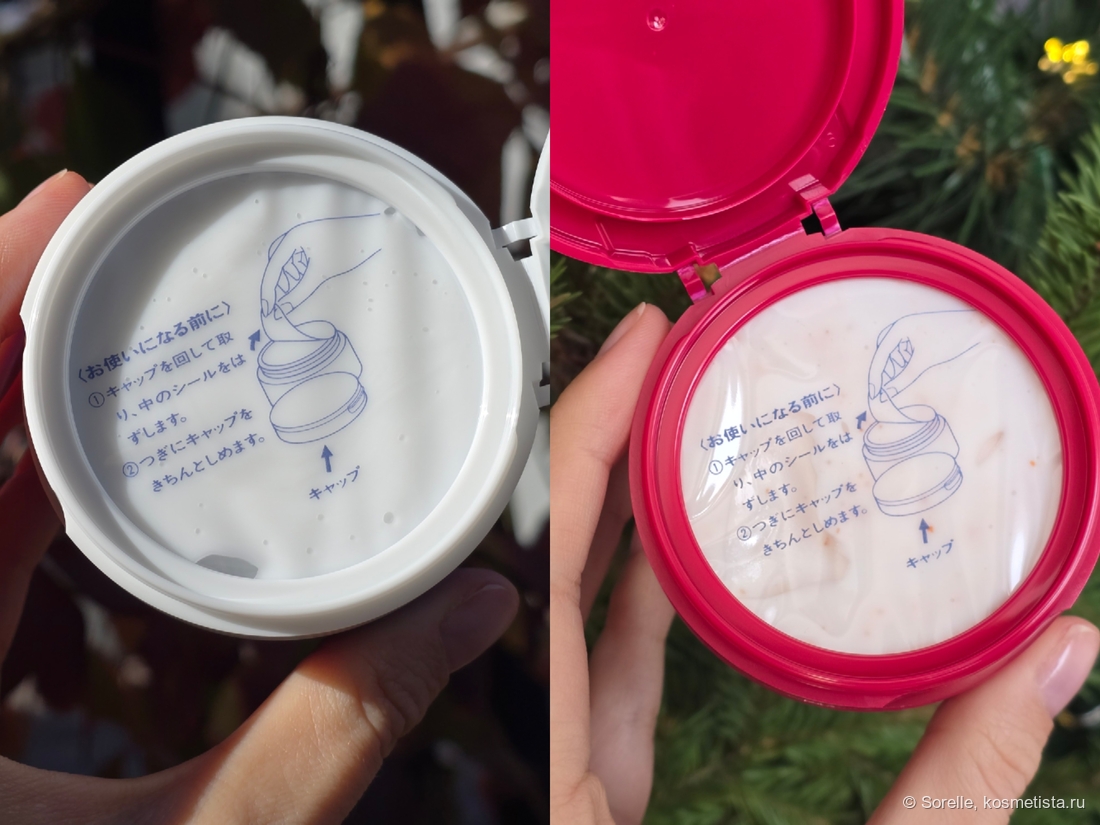 〈お使いになる前に〉
①キャップを回して取
り、中のシールをは
ずします。
②つぎにキャップを
きちんとしめます。
キャップ
〈お使いになる前に〉
①キャップを回して取
り、中のシールをは
ずします。
②つぎにキャップを
きちんとしめます。
キャップ
© Sorelle, kosmetista.ru